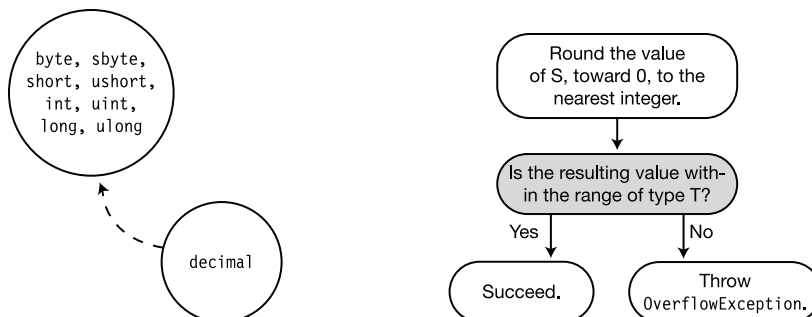 byte, sbyte,
short, ushort,
int, uint,
long, ulong
decimal
Round the value
of S, toward 0, to the
nearest integer.
Is the resulting value with-
in the range of type T?
Yes
No
Succeed.
Throw
OverflowException.